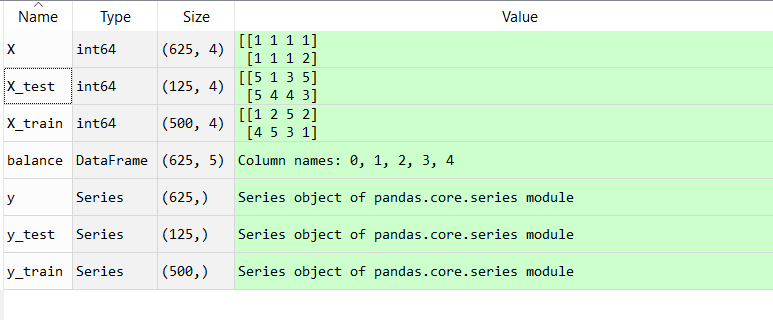 Name Type Size Value
X int64 (625, 4) [[1 1 1 1]
[1 1 1 2]
X_test int64 (125, 4) [[5 1 3 5]
[5 4 4 3]
X_train int64 (500, 4) [[1 2 5 2]
[4 5 3 1]
balance DataFrame (625, 5) Column names: 0, 1, 2, 3, 4
y Series (625,) Series object of pandas.core.series module
y_test Series (125,) Series object of pandas.core.series module
y_train Series (500,) Series object of pandas.core.series module